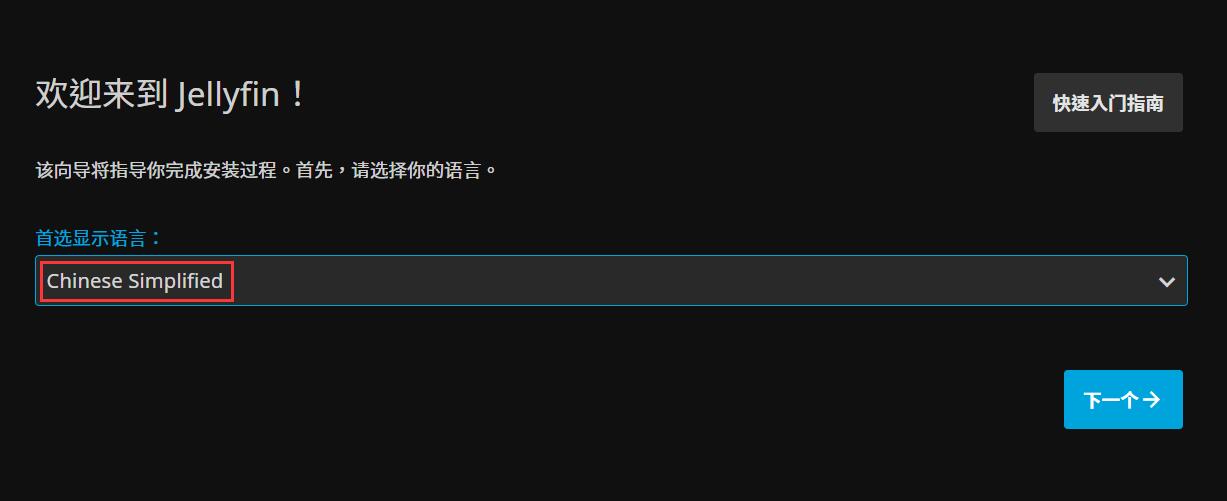 欢迎来到 Jellyfin！
快速入门指南
该向导将指导你完成安装过程。首先，请选择你的语言。
首选显示语言：
Chinese Simplified
下一个→